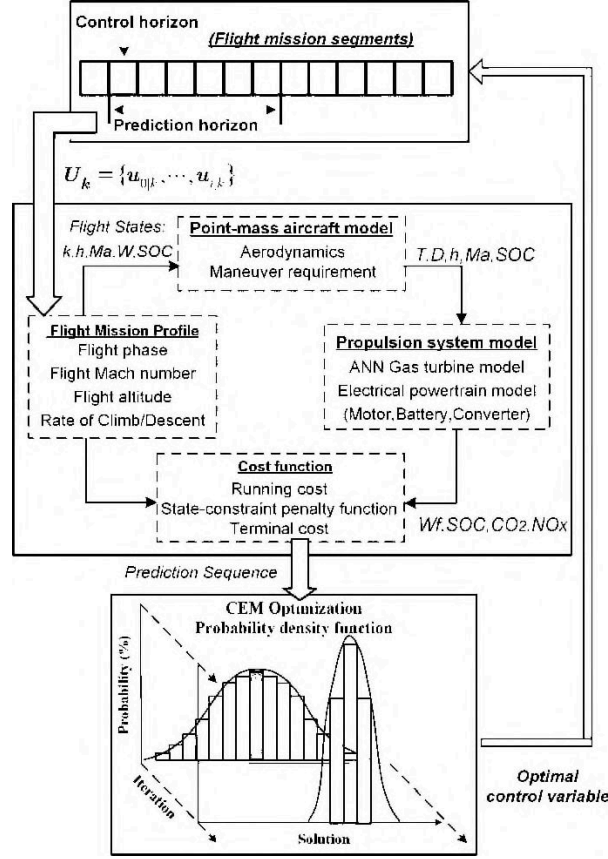 Control horizon
(Flight mission segments)
Prediction horizon
U_k = {u_{0|k}, ⋯, u_{i,k}}
Flight States:
k.h,Ma.W.SOC
Point-mass aircraft model
Aerodynamics
Maneuver requirement
T.D,h,Ma,SOC
Flight Mission Profile
Flight phase
Flight Mach number
Flight altitude
Rate of Climb/Descent
Propulsion system model
ANN Gas turbine model
Electrical powertrain model
(Motor,Battery,Converter)
Cost function
Running cost
State-constraint penalty function
Terminal cost
Wf.SOC,CO2.NOx
Prediction Sequence
CEM Optimization
Probability density function
Probability (%)
Iteration
Solution
Optimal
control variable